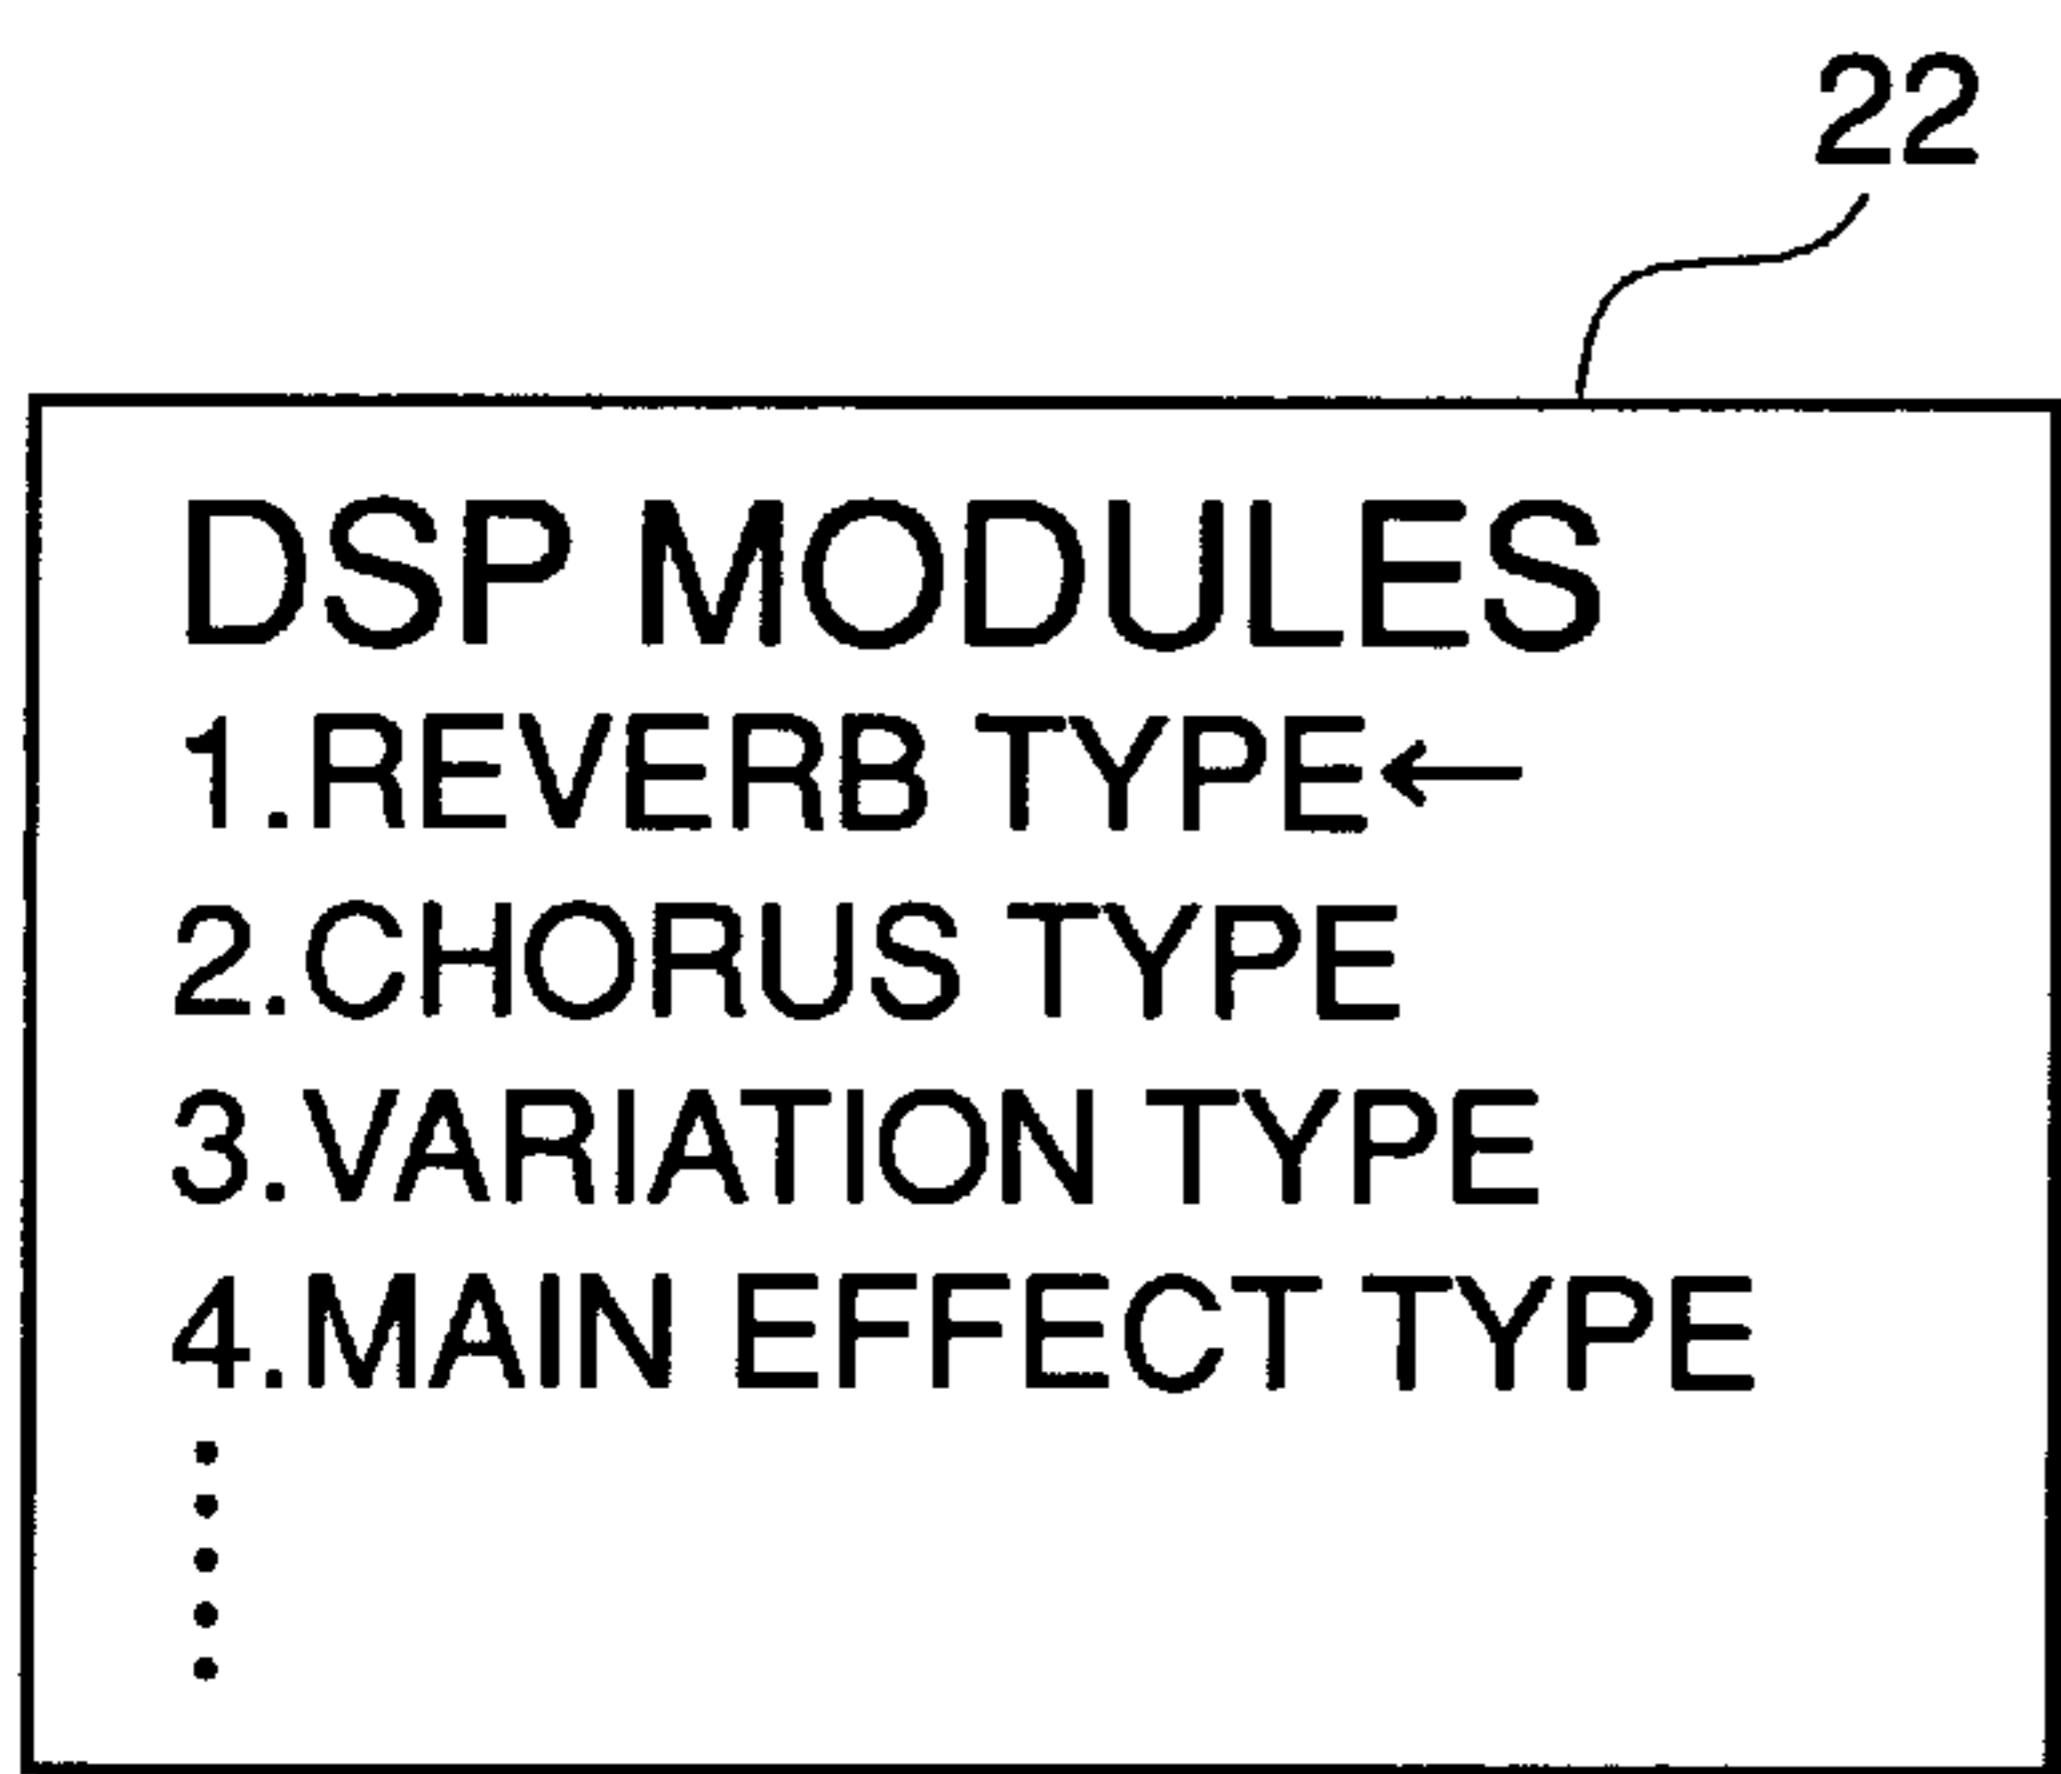 22
DSP MODULES
1.REVERB TYPE←
2.CHORUS TYPE
3.VARIATION TYPE
4.MAIN EFFECT TYPE